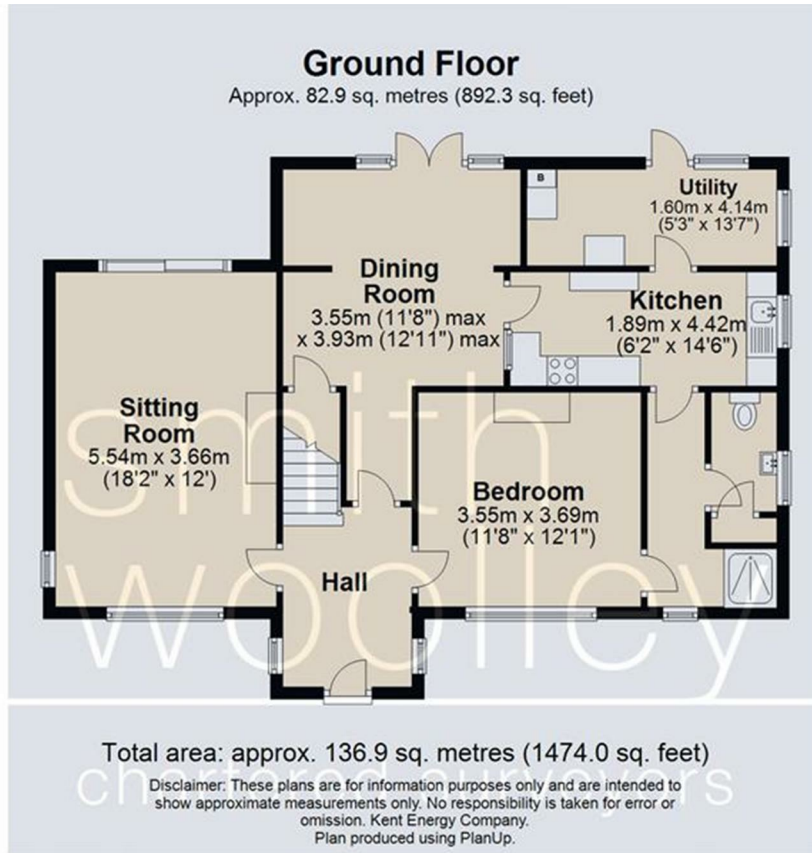 Ground Floor
Approx. 82.9 sq. metres (892.3 sq. feet)
B
Utility
1.60m x 4.14m
(5'3" x 13'7")
Dining
Room
3.55m (11'8") max
x 3.93m (12'11") max
Kitchen
1.89m x 4.42m
(6'2" x 14'6")
Sitting
Room
5.54m x 3.66m
(18'2" x 12')
Bedroom
3.55m x 3.69m
(11'8" x 12'1")
Hall
smith
woolley
chartered surveyors
Total area: approx. 136.9 sq. metres (1474.0 sq. feet)
Disclaimer: These plans are for information purposes only and are intended to
show approximate measurements only. No responsibility is taken for error or
omission. Kent Energy Company.
Plan produced using PlanUp.